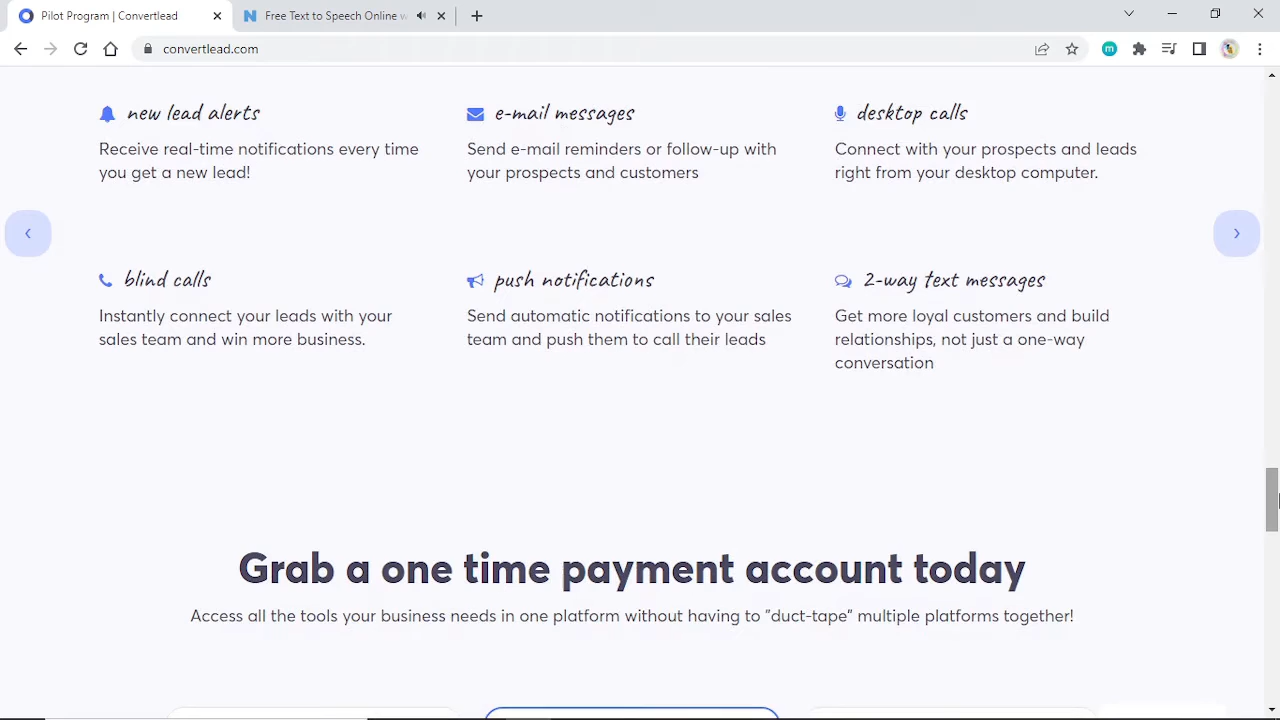 Pilot Program | Convertlead
Free Text to Speech Online w
convertlead.com
m
new lead alerts
Receive real-time notifications every time
you get a new lead!
e-mail messages
Send e-mail reminders or follow-up with
your prospects and customers
desktop calls
Connect with your prospects and leads
right from your desktop computer.
blind calls
Instantly connect your leads with your
sales team and win more business.
push notifications
Send automatic notifications to your sales
team and push them to call their leads
2-way text messages
Get more loyal customers and build
relationships, not just a one-way
conversation
Grab a one time payment account today
Access all the tools your business needs in one platform without having to "duct-tape" multiple platforms together!